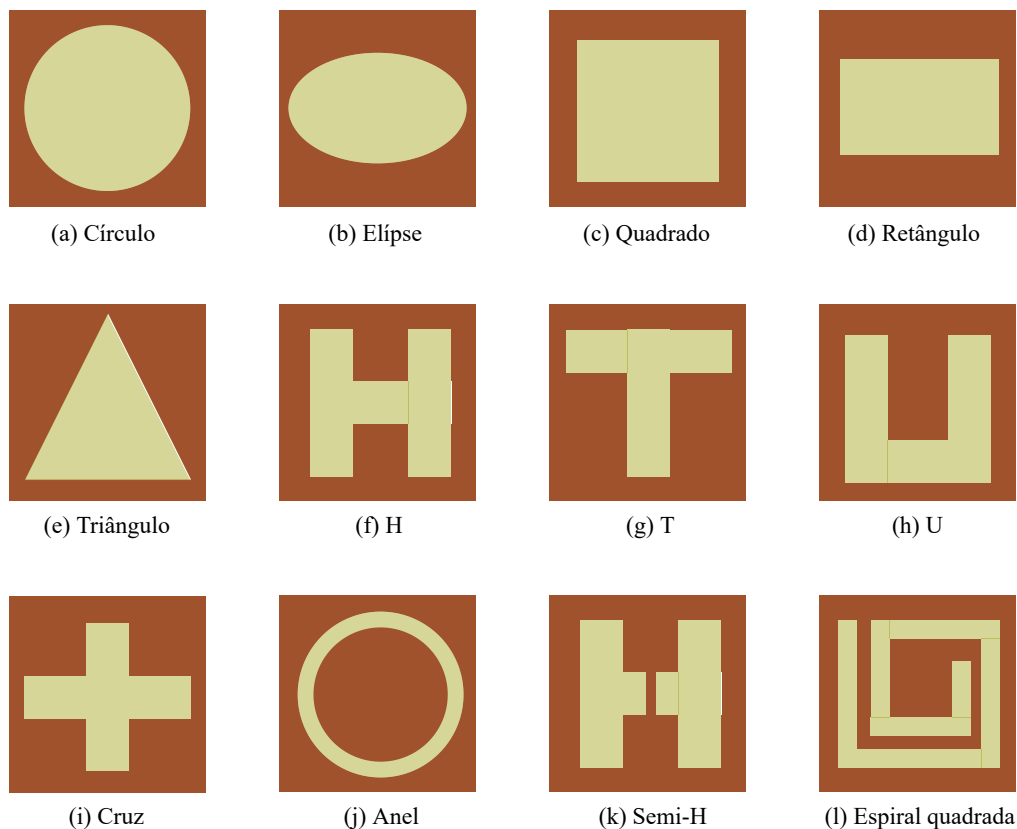 (a) Círculo
(b) Elípse
(c) Quadrado
(d) Retângulo
(e) Triângulo
(f) H
(g) T
(h) U
(i) Cruz
(j) Anel
(k) Semi-H
(l) Espiral quadrada